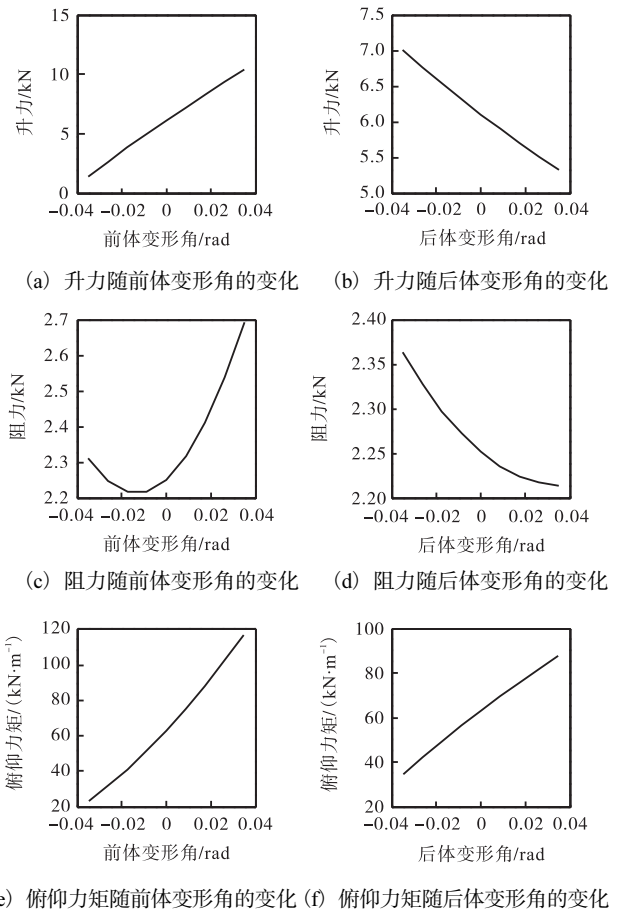 15
10
5
0
升力/kN
-0.04 -0.02 0 0.02 0.04
前体变形角/rad
(a) 升力随前体变形角的变化
7.5
7.0
6.5
6.0
5.5
5.0
升力/kN
-0.04 -0.02 0 0.02 0.04
后体变形角/rad
(b) 升力随后体变形角的变化
2.7
2.6
2.5
2.4
2.3
2.2
阻力/kN
-0.04 -0.02 0 0.02 0.04
前体变形角/rad
(c) 阻力随前体变形角的变化
2.40
2.35
2.30
2.25
2.20
阻力/kN
-0.04 -0.02 0 0.02 0.04
后体变形角/rad
(d) 阻力随后体变形角的变化
120
100
80
60
40
20
俯仰力矩/(kN·m⁻¹)
-0.04 -0.02 0 0.02 0.04
前体变形角/rad
e) 俯仰力矩随前体变形角的变化
100
80
60
40
20
俯仰力矩/(kN·m⁻¹)
-0.04 -0.02 0 0.02 0.04
后体变形角/rad
(f) 俯仰力矩随后体变形角的变化